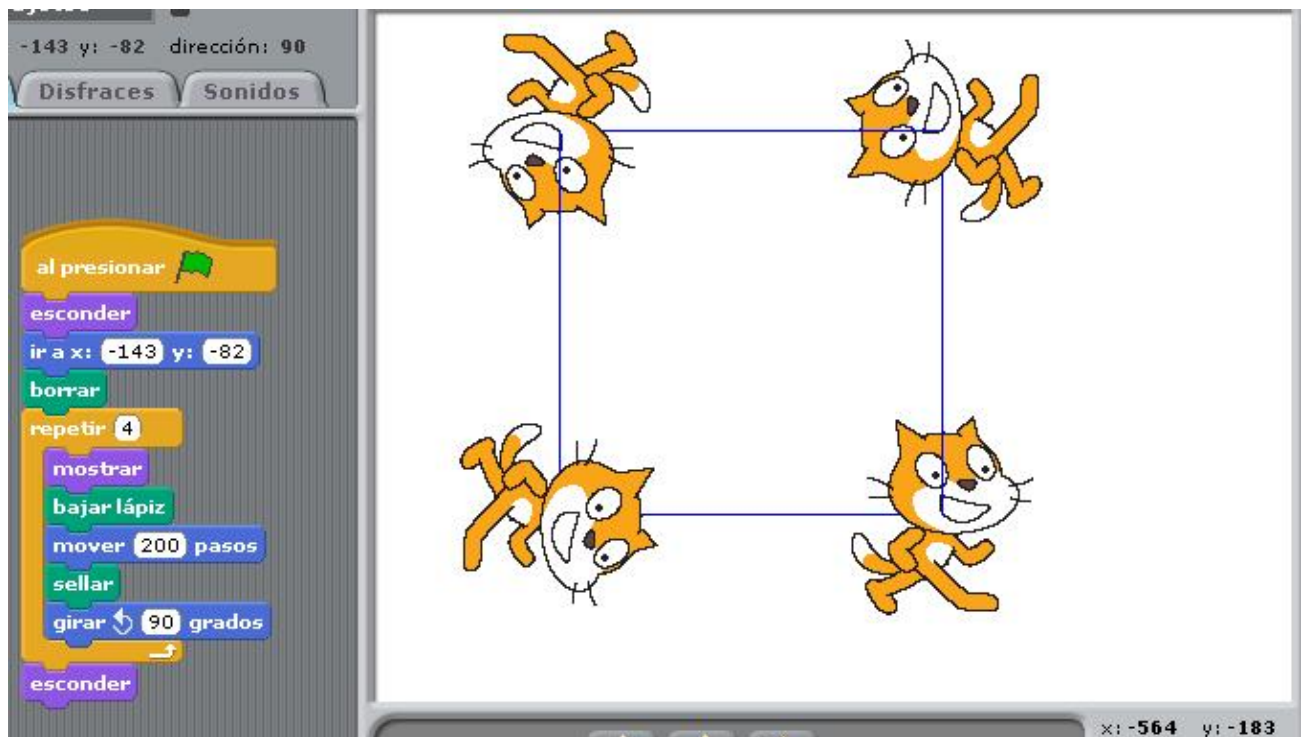 -143 y: -82 dirección: 90
Disfraces Sonidos
al presionar
esconder
ir a x: -143 y: -82
borrar
repetir 4
mostrar
bajar lápiz
mover 200 pasos
sellar
girar 90 grados
esconder
x: -564 y: -183